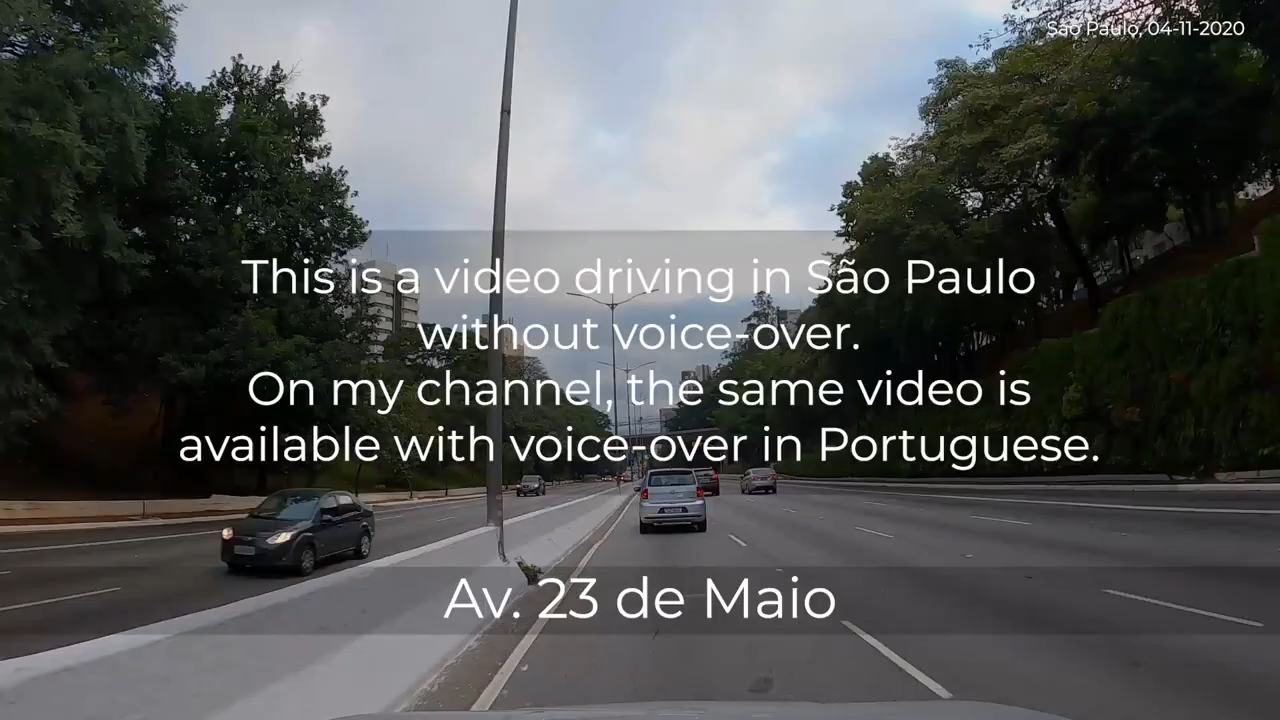 São Paulo, 04-11-2020
This is a video driving in São Paulo
without voice-over.
On my channel, the same video is
available with voice-over in Portuguese.
Av. 23 de Maio